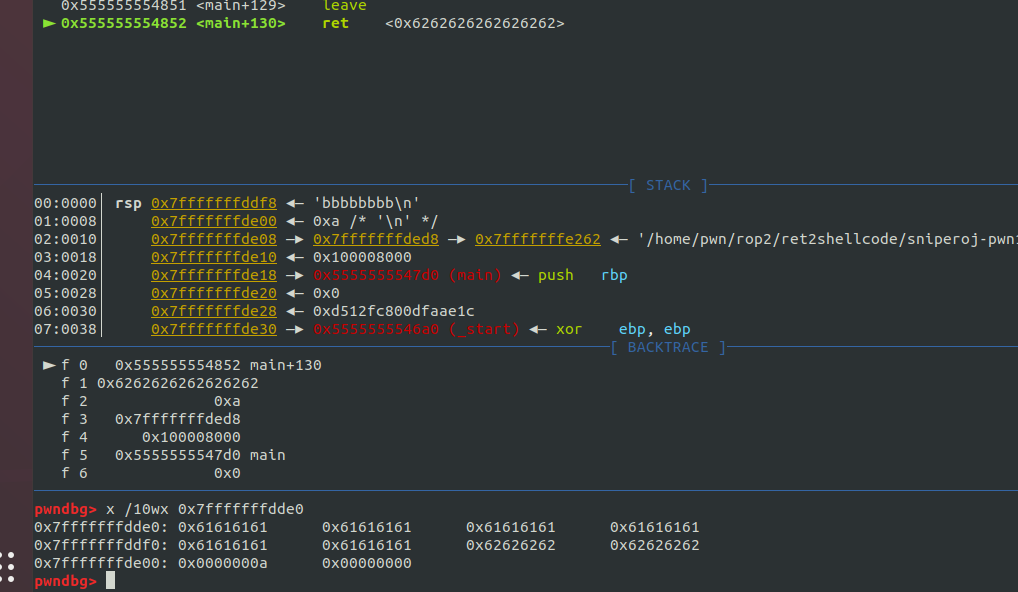 0x555555554851 <main+129> leave
► 0x555555554852 <main+130> ret <0x6262626262626262>
[ STACK ]
00:0000│ rsp 0x7fffffffddf8 ◂— 'bbbbbbbb\n'
01:0008│ 0x7fffffffde00 ◂— 0xa /* '\n' */
02:0010│ 0x7fffffffde08 —▸ 0x7fffffffded8 —▸ 0x7fffffffe262 ◂— '/home/pwn/rop2/ret2shellcode/sniperoj-pwn1
03:0018│ 0x7fffffffde10 ◂— 0x100008000
04:0020│ 0x7fffffffde18 —▸ 0x5555555547d0 (main) ◂— push rbp
05:0028│ 0x7fffffffde20 ◂— 0x0
06:0030│ 0x7fffffffde28 ◂— 0xd512fc800dfaae1c
07:0038│ 0x7fffffffde30 —▸ 0x5555555546a0 (_start) ◂— xor ebp, ebp
[ BACKTRACE ]
► f 0 0x555555554852 main+130
f 1 0x6262626262626262
f 2 0xa
f 3 0x7fffffffded8
f 4 0x100008000
f 5 0x5555555547d0 main
f 6 0x0
pwndbg> x /10wx 0x7fffffffdde0
0x7fffffffdde0: 0x61616161 0x61616161 0x61616161 0x61616161
0x7fffffffddf0: 0x61616161 0x61616161 0x62626262 0x62626262
0x7fffffffde00: 0x0000000a 0x00000000
pwndbg>